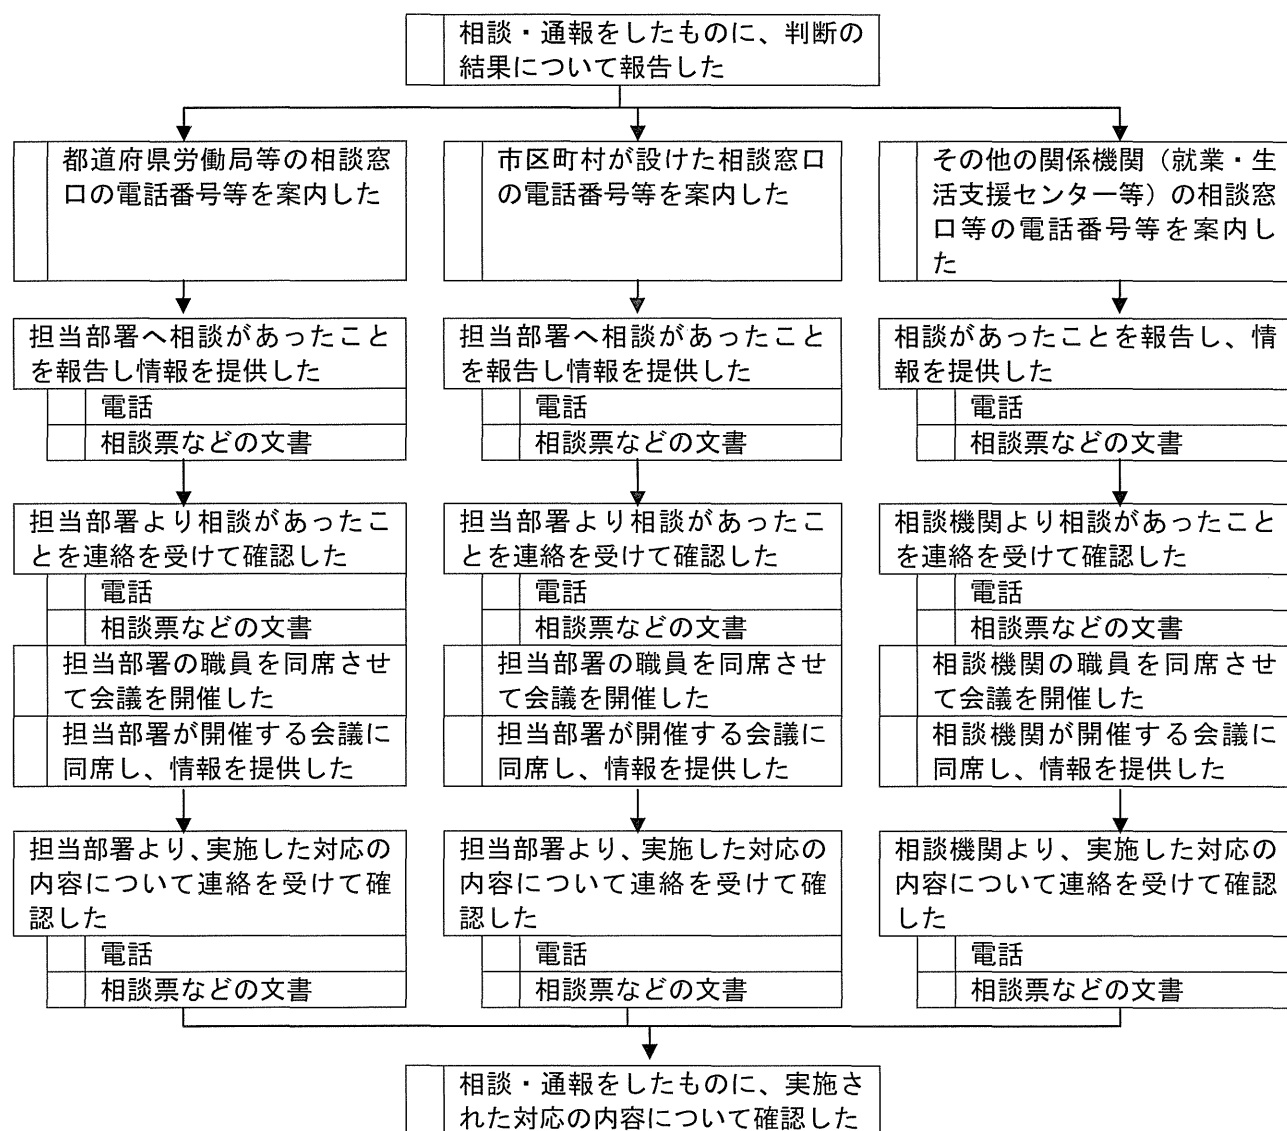 相談・通報をしたものに、判断の
結果について報告した
都道府県労働局等の相談窓
口の電話番号等を案内した
市区町村が設けた相談窓口
の電話番号等を案内した
その他の関係機関（就業・生
活支援センター等）の相談窓
口等の電話番号等を案内し
た
担当部署へ相談があったこと
を報告し情報を提供した
電話
相談票などの文書
担当部署へ相談があったこと
を報告し情報を提供した
電話
相談票などの文書
相談があったことを報告し、情
報を提供した
電話
相談票などの文書
担当部署より相談があったこ
とを連絡を受けて確認した
電話
相談票などの文書
担当部署の職員を同席させ
て会議を開催した
担当部署が開催する会議に
同席し、情報を提供した
担当部署より相談があったこ
とを連絡を受けて確認した
電話
相談票などの文書
担当部署の職員を同席させ
て会議を開催した
担当部署が開催する会議に
同席し、情報を提供した
相談機関より相談があったこと
を連絡を受けて確認した
電話
相談票などの文書
相談機関の職員を同席させ
て会議を開催した
相談機関が開催する会議に
同席し、情報を提供した
担当部署より、実施した対応の
内容について連絡を受けて確
認した
電話
相談票などの文書
担当部署より、実施した対応の
内容について連絡を受けて確
認した
電話
相談票などの文書
相談機関より、実施した対応の
内容について連絡を受けて確認
した
電話
相談票などの文書
相談・通報をしたものに、実施さ
れた対応の内容について確認した